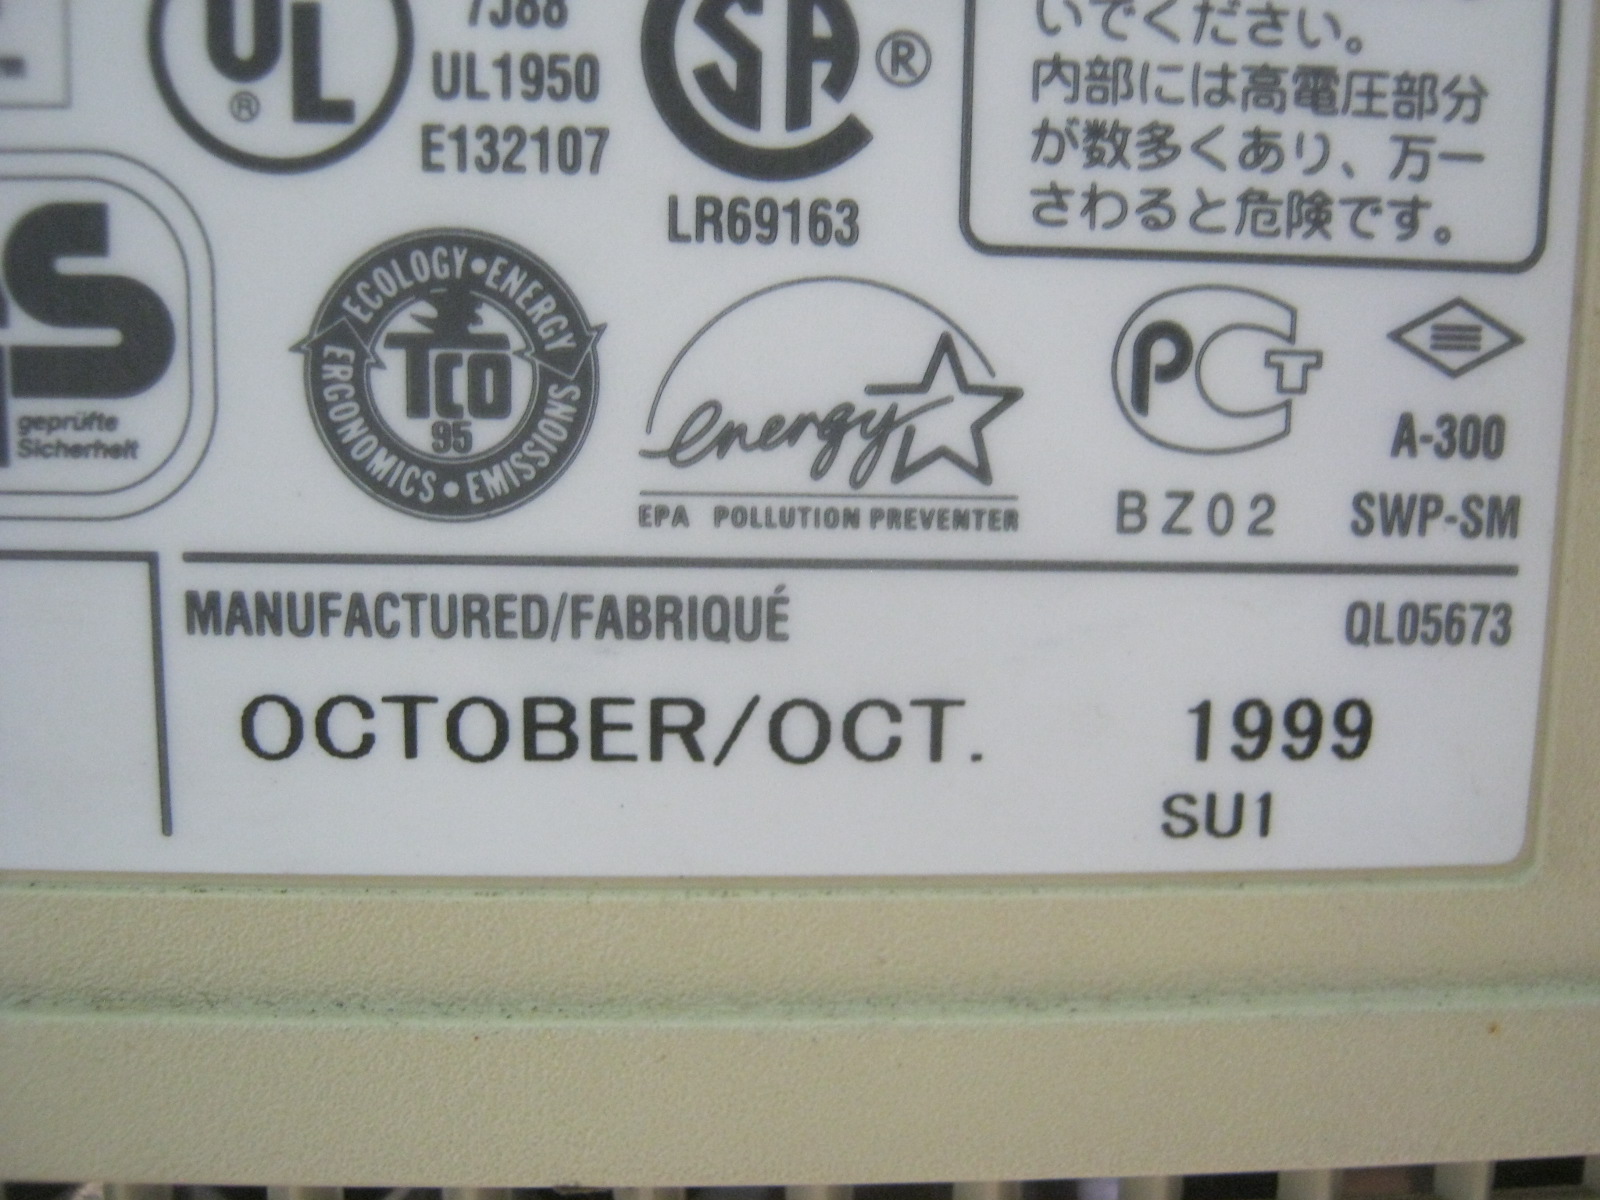 UL
®
7J88
UL1950
E132107
SA ®
LR69163
いでください。
内部には高電圧部分
が数多くあり、万一
さわると危険です。
S
geprüfte
Sicherheit
ECOLOGY • ENERGY
TCO
95
ERGONOMICS • EMISSIONS
energy
EPA POLLUTION PREVENTER
PCT
BZ02
A-300
SWP-SM
MANUFACTURED/FABRIQUÉ
QL05673
OCTOBER/OCT. 1999
SU1